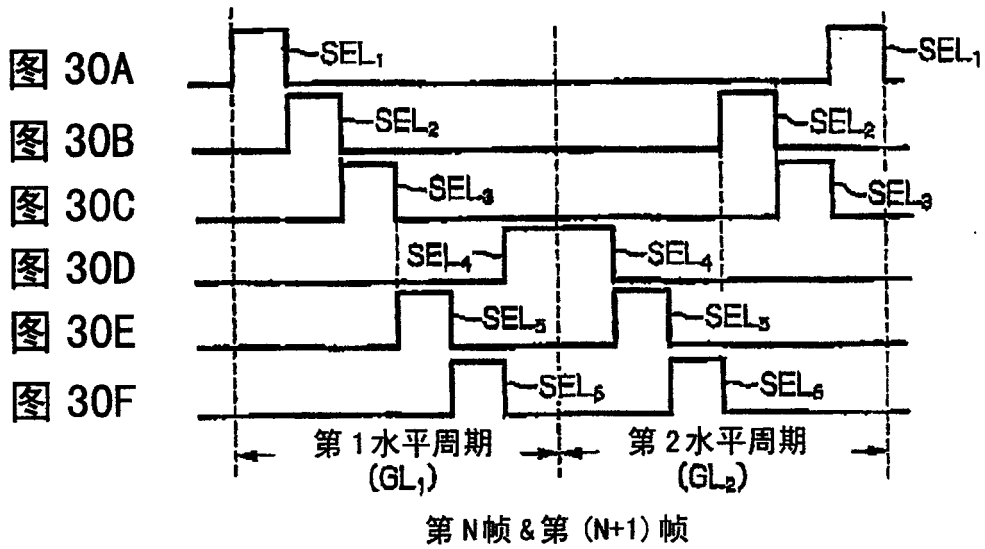 图 30A SEL₁ SEL₁
图 30B SEL₂ SEL₂
图 30C SEL₃ SEL₃
图 30D SEL₄ SEL₄
图 30E SEL₅ SEL₅
图 30F SEL₆ SEL₆
第1水平周期 第2水平周期
(GL₁) (GL₂)
第N帧&第(N+1)帧